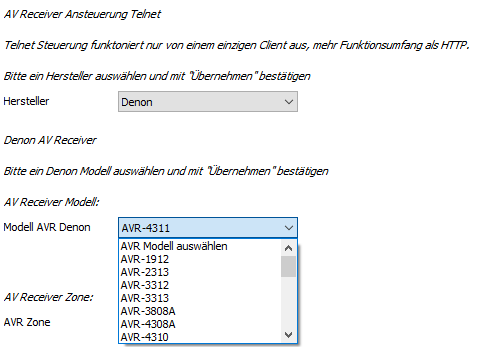 AV Receiver Ansteuerung Telnet
Telnet Steuerung funktoniert nur von einem einzigen Client aus, mehr Funktionsumfang als HTTP.
Bitte ein Hersteller auswählen und mit "Übernehmen" bestätigen
Hersteller Denon
Denon AV Receiver
Bitte ein Denon Modell auswählen und mit "Übernehmen" bestätigen
AV Receiver Modell:
Modell AVR Denon AVR-4311
AVR Modell auswählen
AVR-1912
AVR-2313
AVR-3312
AVR-3313
AVR-3808A
AVR-4308A
AVR-4310
AV Receiver Zone:
AVR Zone